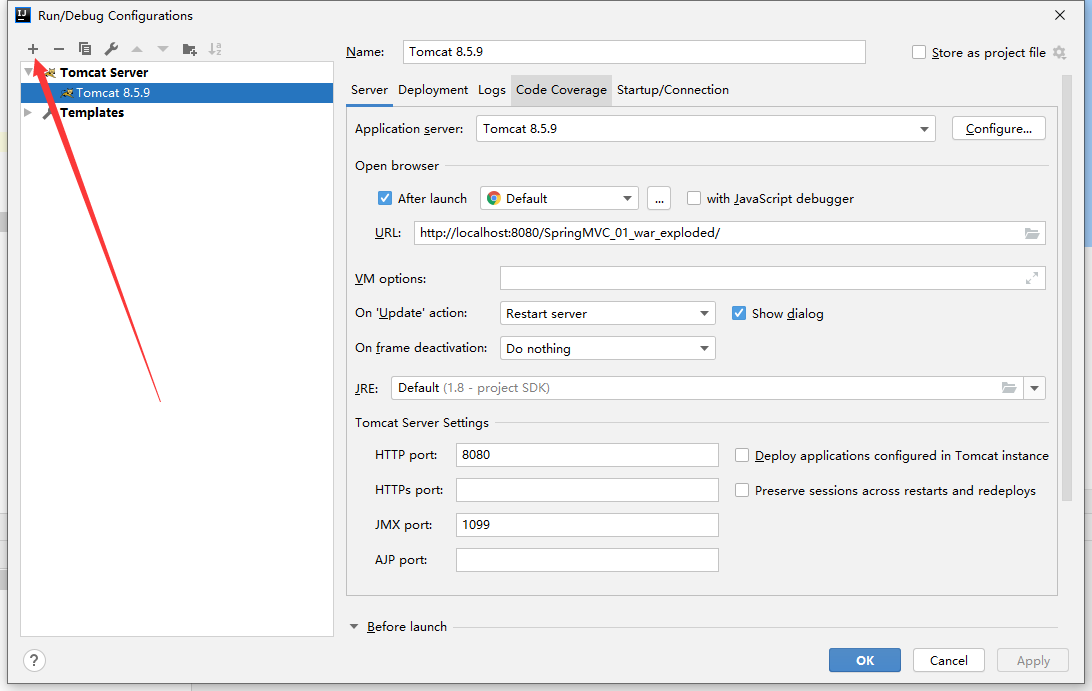 Run/Debug Configurations
Name: Tomcat 8.5.9 Store as project file
Tomcat Server
Tomcat 8.5.9
Templates
Server Deployment Logs Code Coverage Startup/Connection
Application server: Tomcat 8.5.9 Configure...
Open browser
After launch Default ... with JavaScript debugger
URL: http://localhost:8080/SpringMVC_01_war_exploded/
VM options:
On 'Update' action: Restart server Show dialog
On frame deactivation: Do nothing
JRE: Default (1.8 - project SDK)
Tomcat Server Settings
HTTP port: 8080 Deploy applications configured in Tomcat instance
HTTPs port: Preserve sessions across restarts and redeploys
JMX port: 1099
AJP port:
Before launch
? OK Cancel Apply